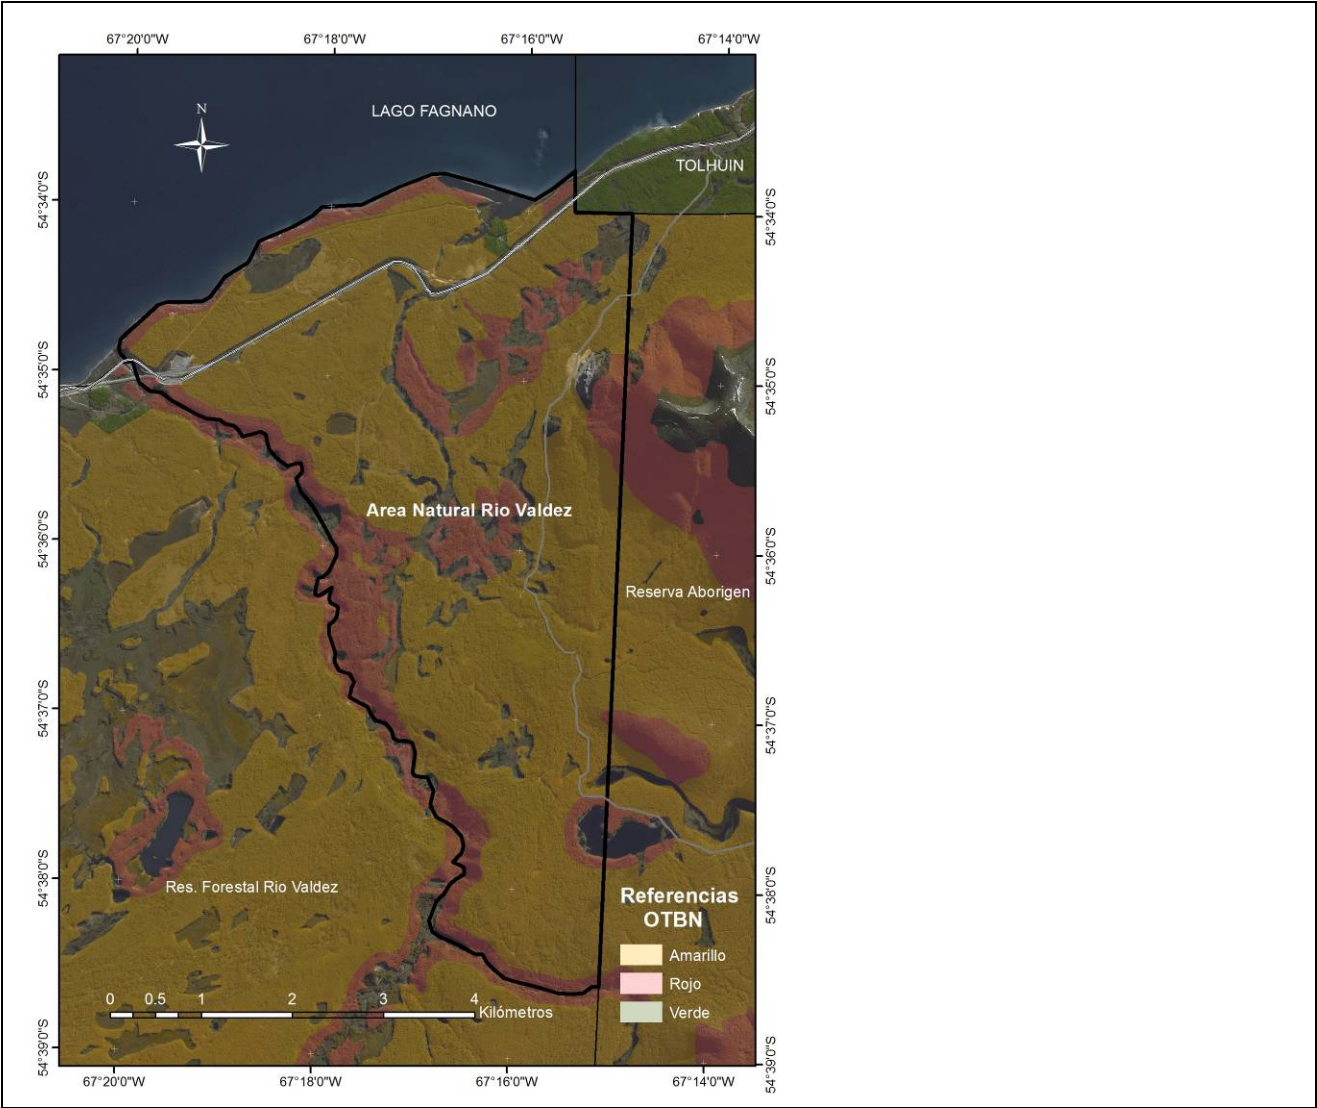 67°20'0"W
67°18'0"W
67°16'0"W
67°14'0"W
N
LAGO FAGNANO
TOLHUIN
54°34'0"S
54°34'0"S
54°35'0"S
54°35'0"S
Area Natural Rio Valdez
54°36'0"S
54°36'0"S
Reserva Aborigen
54°37'0"S
54°37'0"S
54°38'0"S
54°38'0"S
Res. Forestal Rio Valdez
Referencias
OTBN
Amarillo
Rojo
Verde
0 0.5 1 2 3 4
Kilómetros
54°39'0"S
54°39'0"S
67°20'0"W
67°18'0"W
67°16'0"W
67°14'0"W